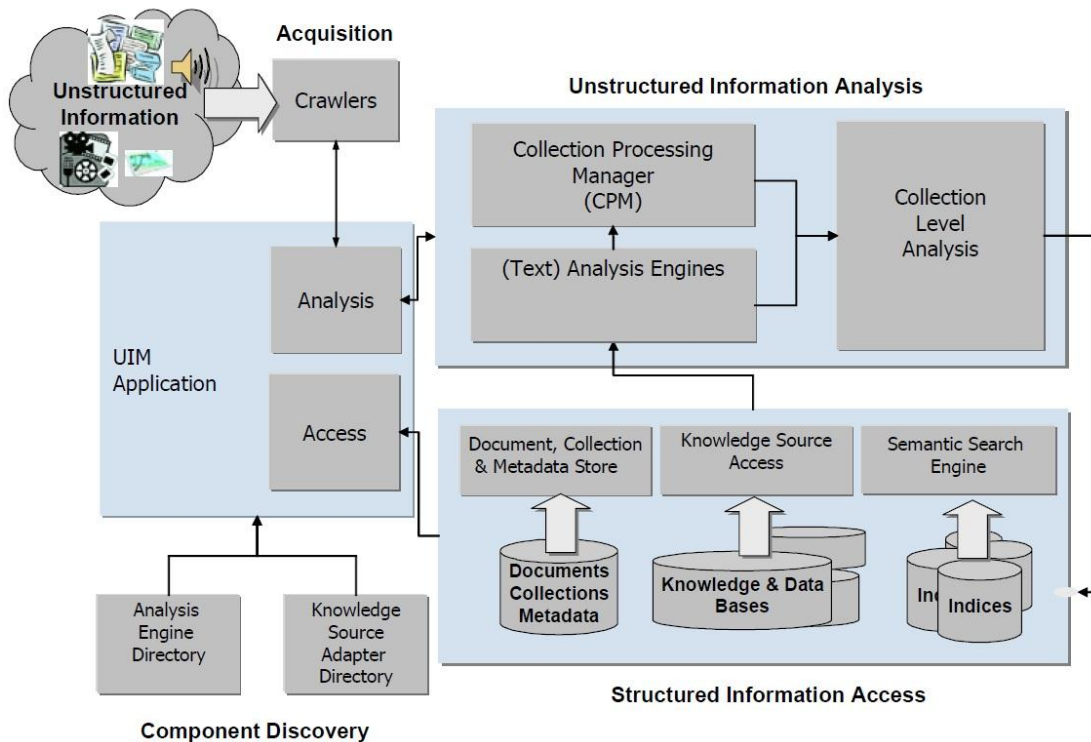 Acquisition
Unstructured
Information
Crawlers
Unstructured Information Analysis
Collection Processing
Manager
(CPM)
(Text) Analysis Engines
Collection
Level
Analysis
UIM
Application
Analysis
Access
Document, Collection
& Metadata Store
Knowledge Source
Access
Semantic Search
Engine
Documents
Collections
Metadata
Knowledge & Data
Bases
Indices
Analysis
Engine
Directory
Knowledge
Source
Adapter
Directory
Structured Information Access
Component Discovery